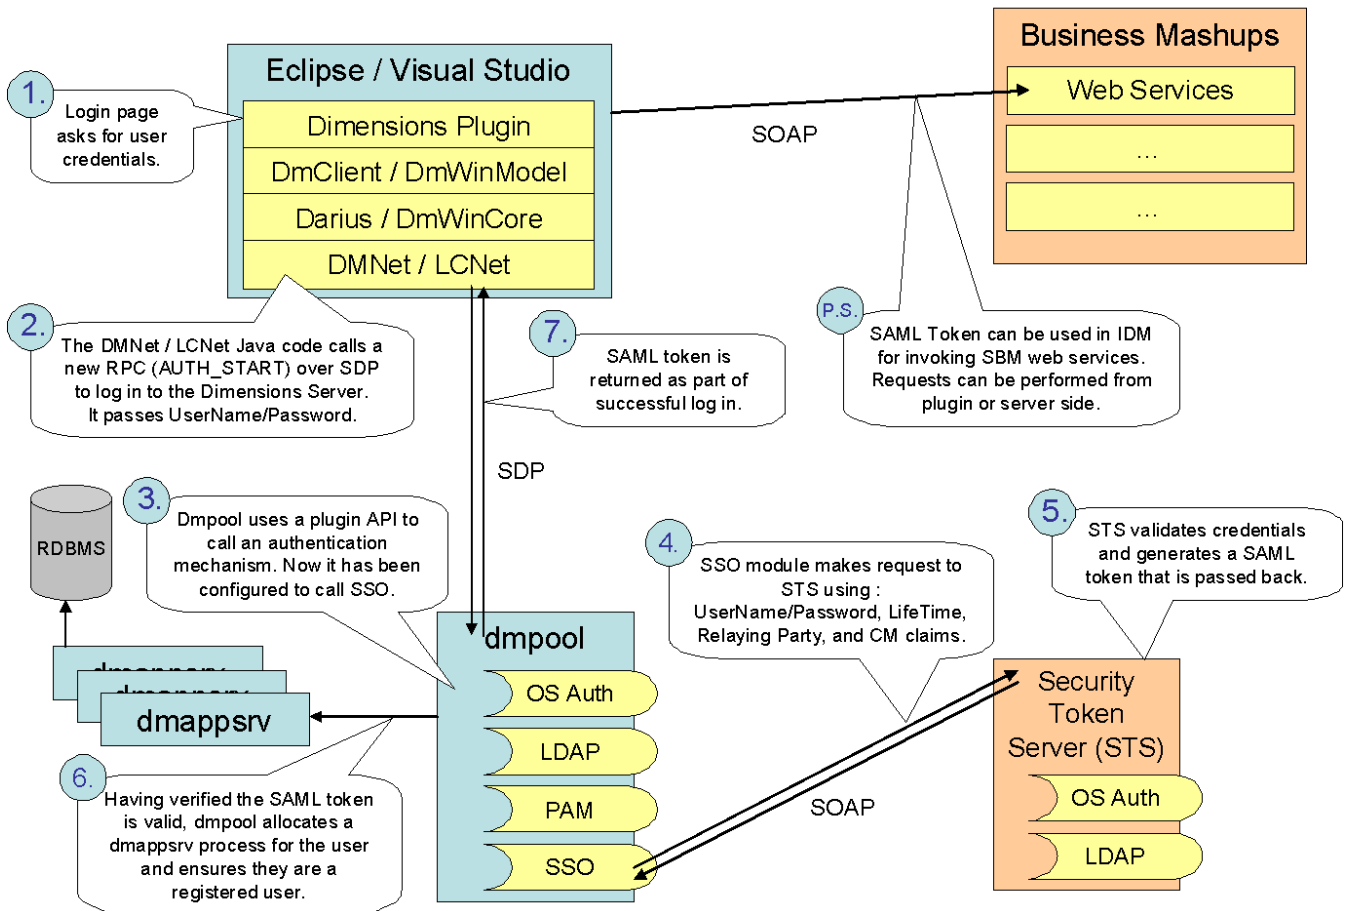 Business Mashups
Web Services
...
...
Eclipse / Visual Studio
Dimensions Plugin
DmClient / DmWinModel
Darius / DmWinCore
DMNet / LCNet
SOAP
1.
Login page
asks for user
credentials.
2.
The DMNet / LCNet Java code calls a
new RPC (AUTH_START) over SDP
to log in to the Dimensions Server.
It passes UserName/Password.
7.
SAML token is
returned as part of
successful log in.
P.S.
SAML Token can be used in IDM
for invoking SBM web services.
Requests can be performed from
plugin or server side.
SDP
RDBMS
3.
Dmpool uses a plugin API to
call an authentication
mechanism. Now it has been
configured to call SSO.
4.
SSO module makes request to
STS using :
UserName/Password, LifeTime,
Relaying Party, and CM claims.
5.
STS validates credentials
and generates a SAML
token that is passed back.
dmappsrv
dmappsrv
dmappsrv
dmpool
OS Auth
LDAP
PAM
SSO
SOAP
Security
Token
Server (STS)
OS Auth
LDAP
6.
Having verified the SAML token
is valid, dmpool allocates a
dmappsrv process for the user
and ensures they are a
registered user.